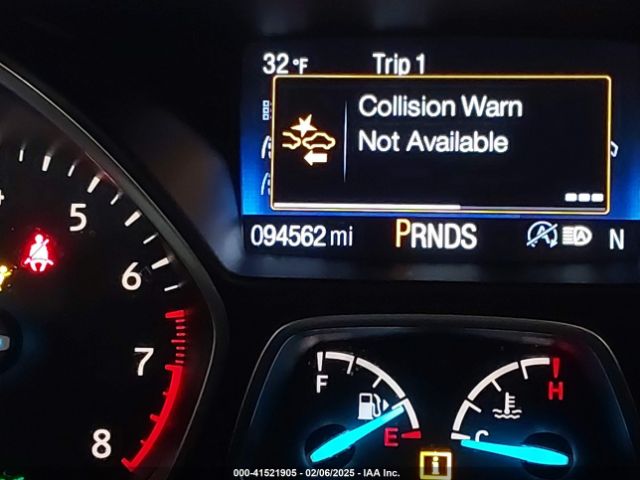 32°F Trip 1
Collision Warn
Not Available
094562 mi PRNDS A A N
5
6
7
8
F
E
H
C
i
000-41521905 - 02/06/2025 - IAA Inc.